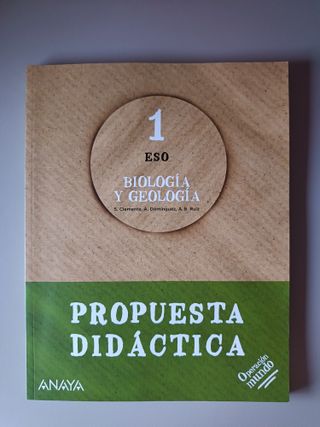 1
ESO
BIOLOGÍA
Y GEOLOGÍA
S. Clemente, A. Domínguez, A. B. Ruiz
PROPUESTA
DIDÁCTICA
ANAYA
Operación
mundo